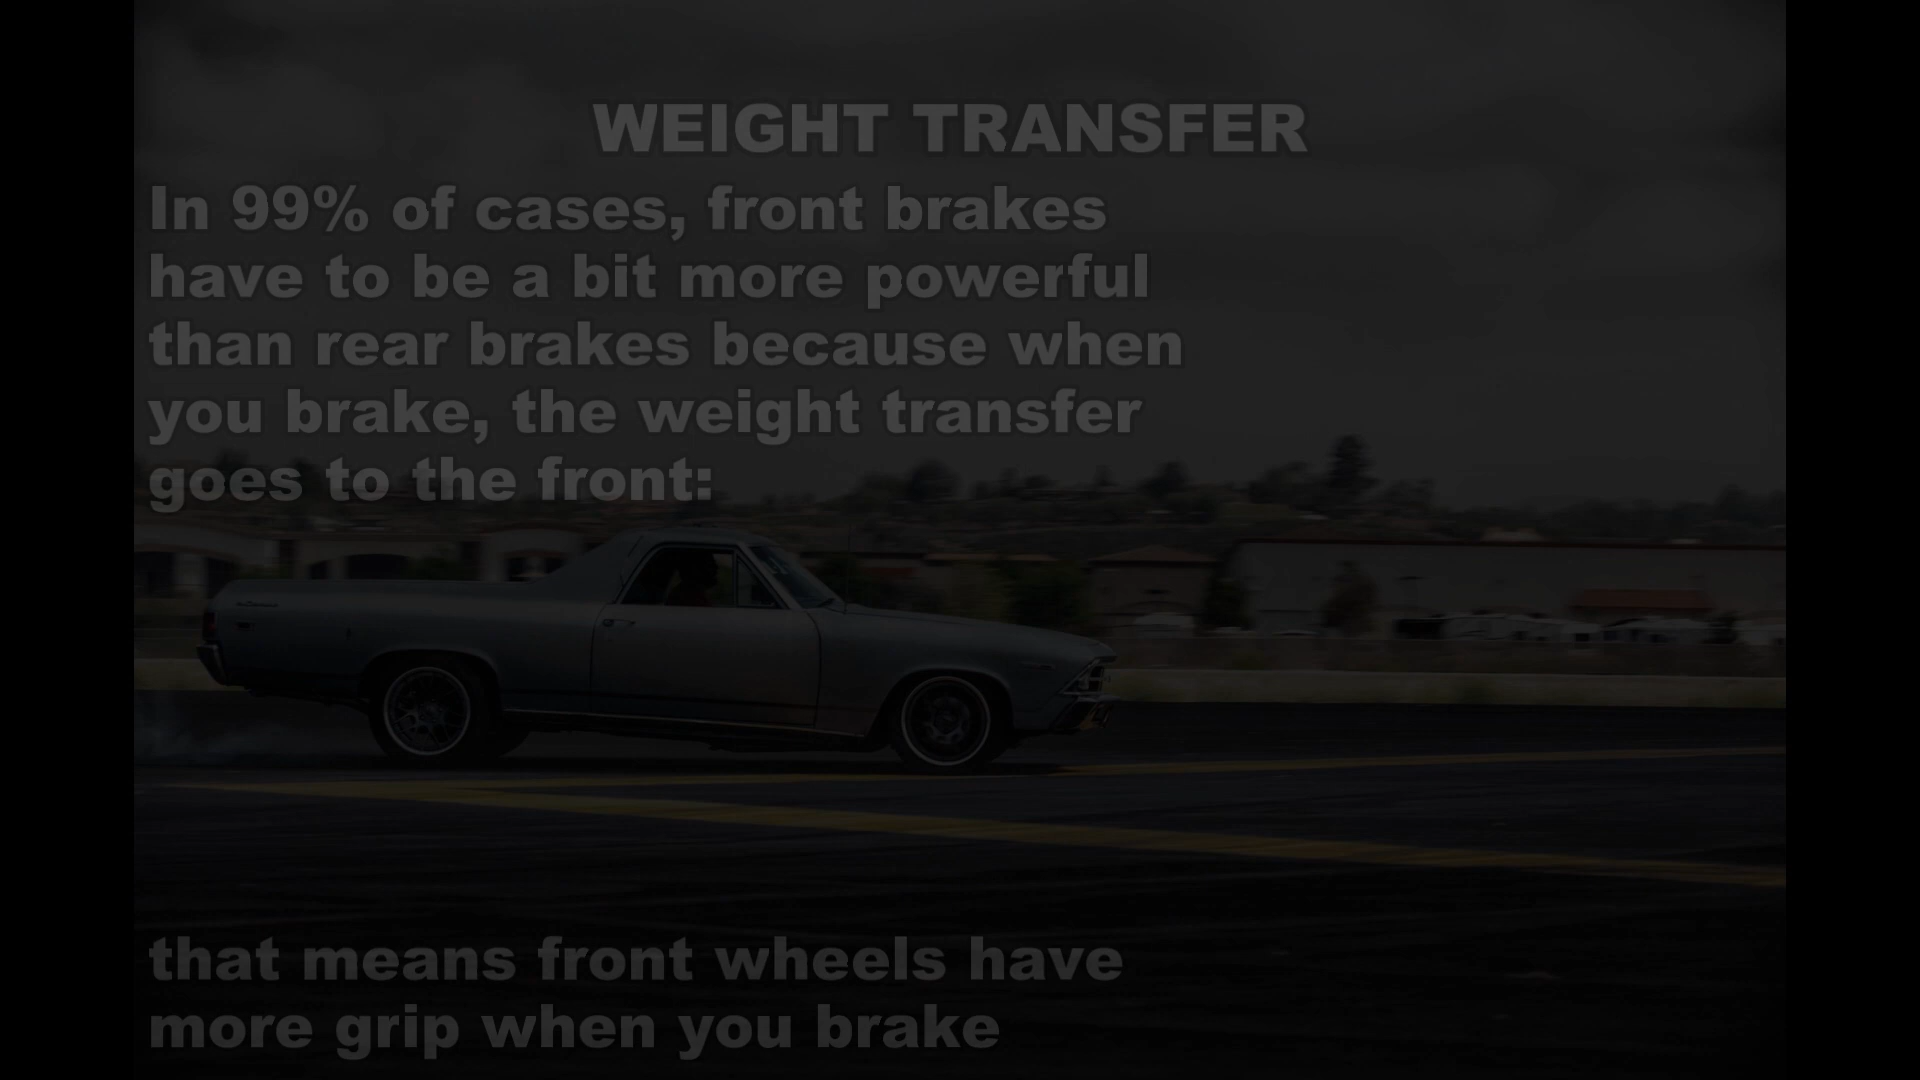 WEIGHT TRANSFER
In 99% of cases, front brakes
have to be a bit more powerful
than rear brakes because when
you brake, the weight transfer
goes to the front:
that means front wheels have
more grip when you brake